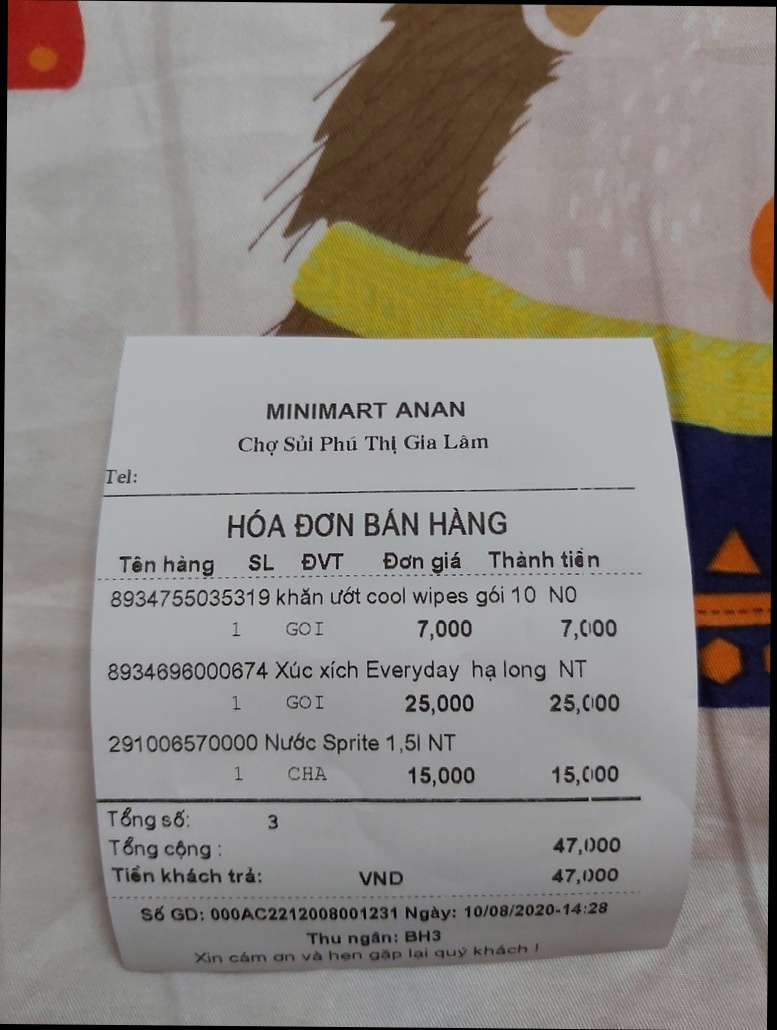 MINIMART ANAN
Chợ Sủi Phú Thị Gia Lâm
Tel:
HÓA ĐƠN BÁN HÀNG
Tên hàng SL ĐVT Đơn giá Thành tiền
8934755035319 khăn ướt cool wipes gói 10 N0
1 GOI 7,000 7,000
8934696000674 Xúc xích Everyday hạ long NT
1 GOI 25,000 25,000
291006570000 Nước Sprite 1,5l NT
1 CHA 15,000 15,000
Tổng số: 3
Tổng cộng : 47,000
Tiền khách trả: VND 47,000
Số GD: 000AC2212008001231 Ngày: 10/08/2020-14:28
Thu ngân: BH3
Xin cám ơn và hẹn gặp lại quý khách !